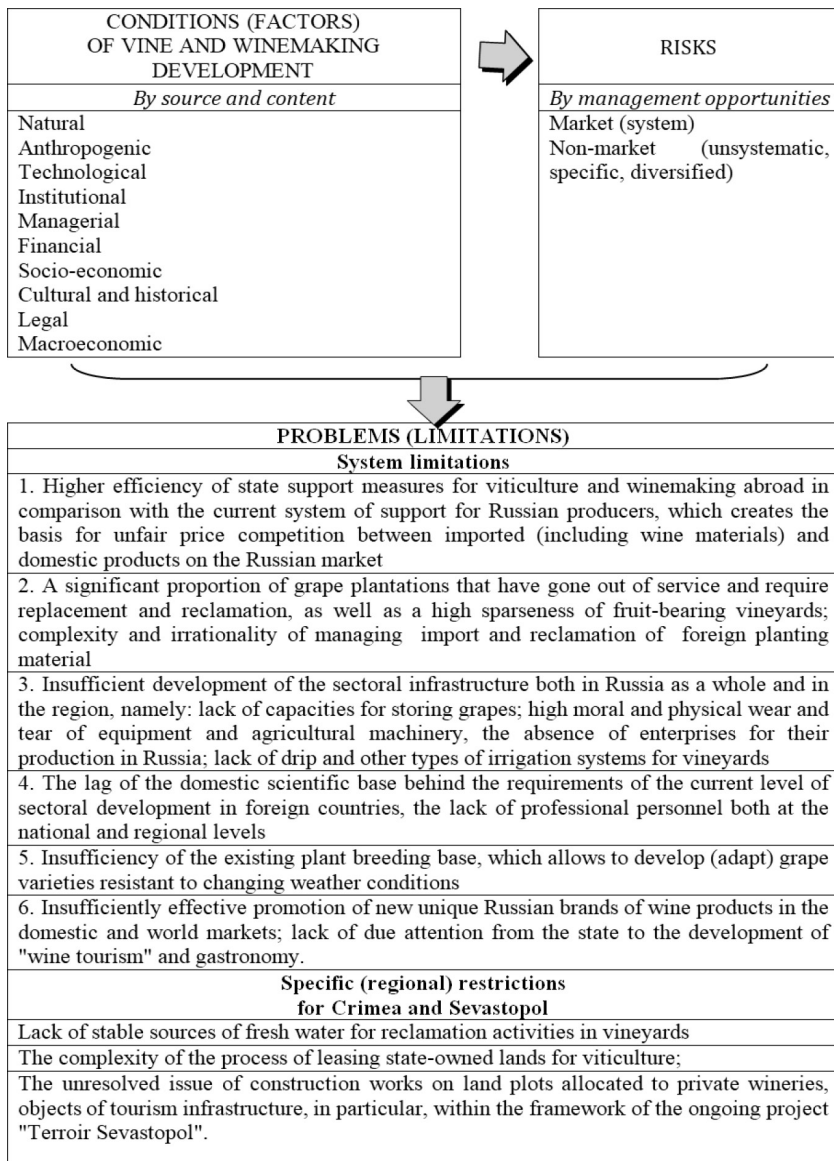 CONDITIONS (FACTORS)
OF VINE AND WINEMAKING
DEVELOPMENT
By source and content
Natural
Anthropogenic
Technological
Institutional
Managerial
Financial
Socio-economic
Cultural and historical
Legal
Macroeconomic
RISKS
By management opportunities
Market (system)
Non-market (unsystematic,
specific, diversified)
PROBLEMS (LIMITATIONS)
System limitations
1. Higher efficiency of state support measures for viticulture and winemaking abroad in
comparison with the current system of support for Russian producers, which creates the
basis for unfair price competition between imported (including wine materials) and
domestic products on the Russian market
2. A significant proportion of grape plantations that have gone out of service and require
replacement and reclamation, as well as a high sparseness of fruit-bearing vineyards;
complexity and irrationality of managing import and reclamation of foreign planting
material
3. Insufficient development of the sectoral infrastructure both in Russia as a whole and in
the region, namely: lack of capacities for storing grapes; high moral and physical wear and
tear of equipment and agricultural machinery, the absence of enterprises for their
production in Russia; lack of drip and other types of irrigation systems for vineyards
4. The lag of the domestic scientific base behind the requirements of the current level of
sectoral development in foreign countries, the lack of professional personnel both at the
national and regional levels
5. Insufficiency of the existing plant breeding base, which allows to develop (adapt) grape
varieties resistant to changing weather conditions
6. Insufficiently effective promotion of new unique Russian brands of wine products in the
domestic and world markets; lack of due attention from the state to the development of
"wine tourism" and gastronomy.
Specific (regional) restrictions
for Crimea and Sevastopol
Lack of stable sources of fresh water for reclamation activities in vineyards
The complexity of the process of leasing state-owned lands for viticulture;
The unresolved issue of construction works on land plots allocated to private wineries,
objects of tourism infrastructure, in particular, within the framework of the ongoing project
"Terroir Sevastopol".